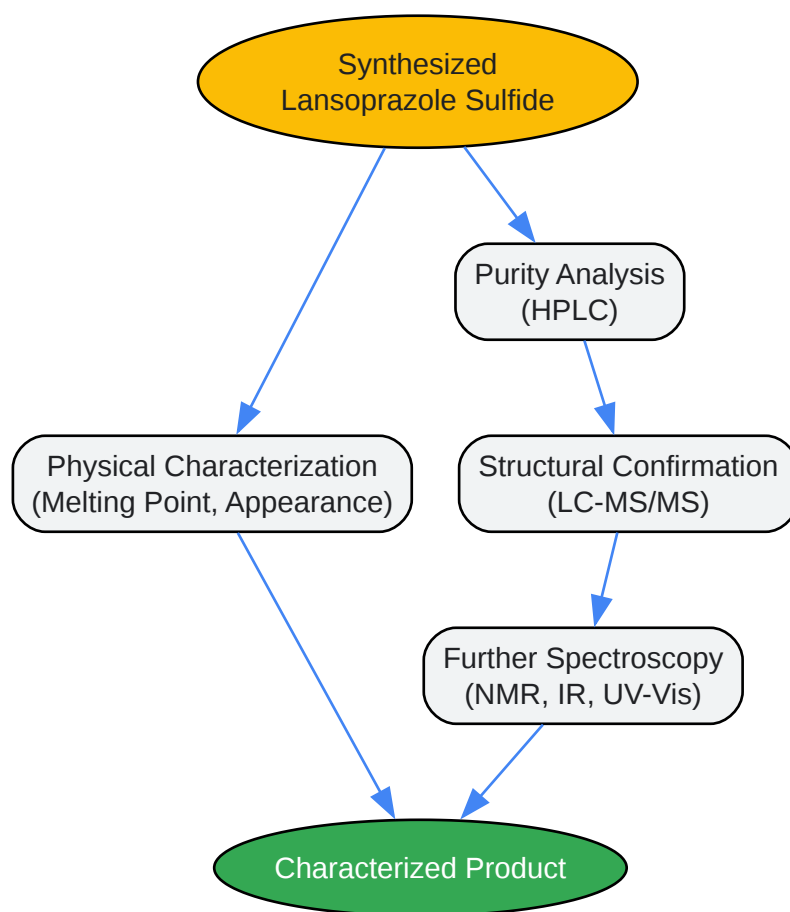 Synthesized
Lansoprazole Sulfide
Purity Analysis
(HPLC)
Physical Characterization
(Melting Point, Appearance)
Structural Confirmation
(LC-MS/MS)
Further Spectroscopy
(NMR, IR, UV-Vis)
Characterized Product